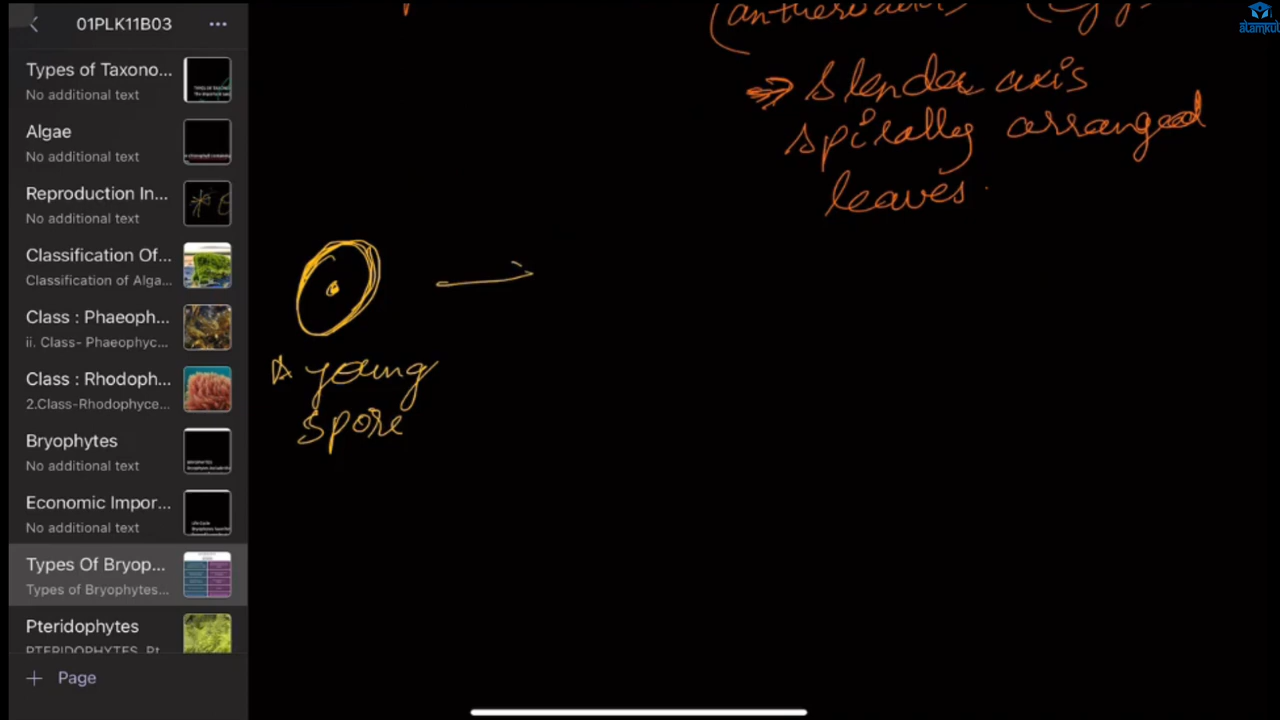 01PLK11B03
Types of Taxono...
No additional text
Algae
No additional text
Reproduction In...
No additional text
Classification Of...
Classification of Alga...
Class : Phaeoph...
ii. Class- Phaeophyc...
Class : Rhodoph...
2.Class-Rhodophyce...
Bryophytes
No additional text
Economic Impor...
No additional text
Types Of Bryop...
Types of Bryophytes...
Pteridophytes
+ Page
Slender axis
spirally arranged
leaves.
young
spore